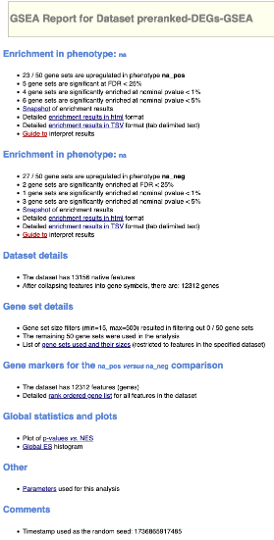 GSEA Report for Dataset preranked-DEGs-GSEA
Enrichment in phenotype: na
23 / 50 gene sets are upregulated in phenotype na_pos
5 gene sets are significant at FDR < 25%
4 gene sets are significantly enriched at nominal pvalue < 1%
6 gene sets are significantly enriched at nominal pvalue < 5%
Snapshot of enrichment results
Detailed enrichment results in html format
Detailed enrichment results in TSV format (tab delimited text)
Guide to interpret results
Enrichment in phenotype: na
27 / 50 gene sets are upregulated in phenotype na_neg
2 gene sets are significantly enriched at FDR < 25%
1 gene sets are significantly enriched at nominal pvalue < 1%
3 gene sets are significantly enriched at nominal pvalue < 5%
Snapshot of enrichment results
Detailed enrichment results in html format
Detailed enrichment results in TSV format (tab delimited text)
Guide to interpret results
Dataset details
The dataset has 13156 native features
After collapsing features into gene symbols, there are: 12312 genes
Gene set details
Gene set size filters (min=15, max=500) resulted in filtering out 0 / 50 gene sets
The remaining 50 gene sets were used in the analysis
List of gene sets used and their sizes (restricted to features in the specified dataset)
Gene markers for the na_pos versus na_neg comparison
The dataset has 12312 features (genes)
Detailed rank ordered gene list for all features in the dataset
Global statistics and plots
Plot of p-values vs. NES
Global ES histogram
Other
Parameters used for this analysis
Comments
Timestamp used as the random seed: 1736865917485